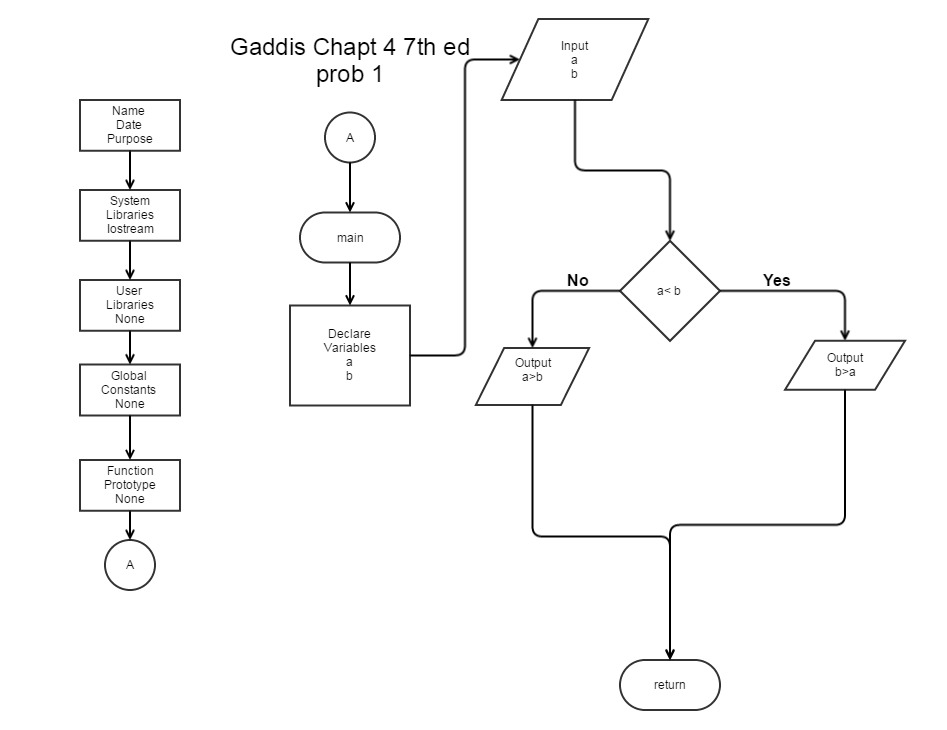 Gaddis Chapt 4 7th ed
prob 1
Name
Date
Purpose
System
Libraries
Iostream
User
Libraries
None
Global
Constants
None
Function
Prototype
None
A
A
main
Declare
Variables
a
b
Input
a
b
a< b
No
Yes
Output
a>b
Output
b>a
return